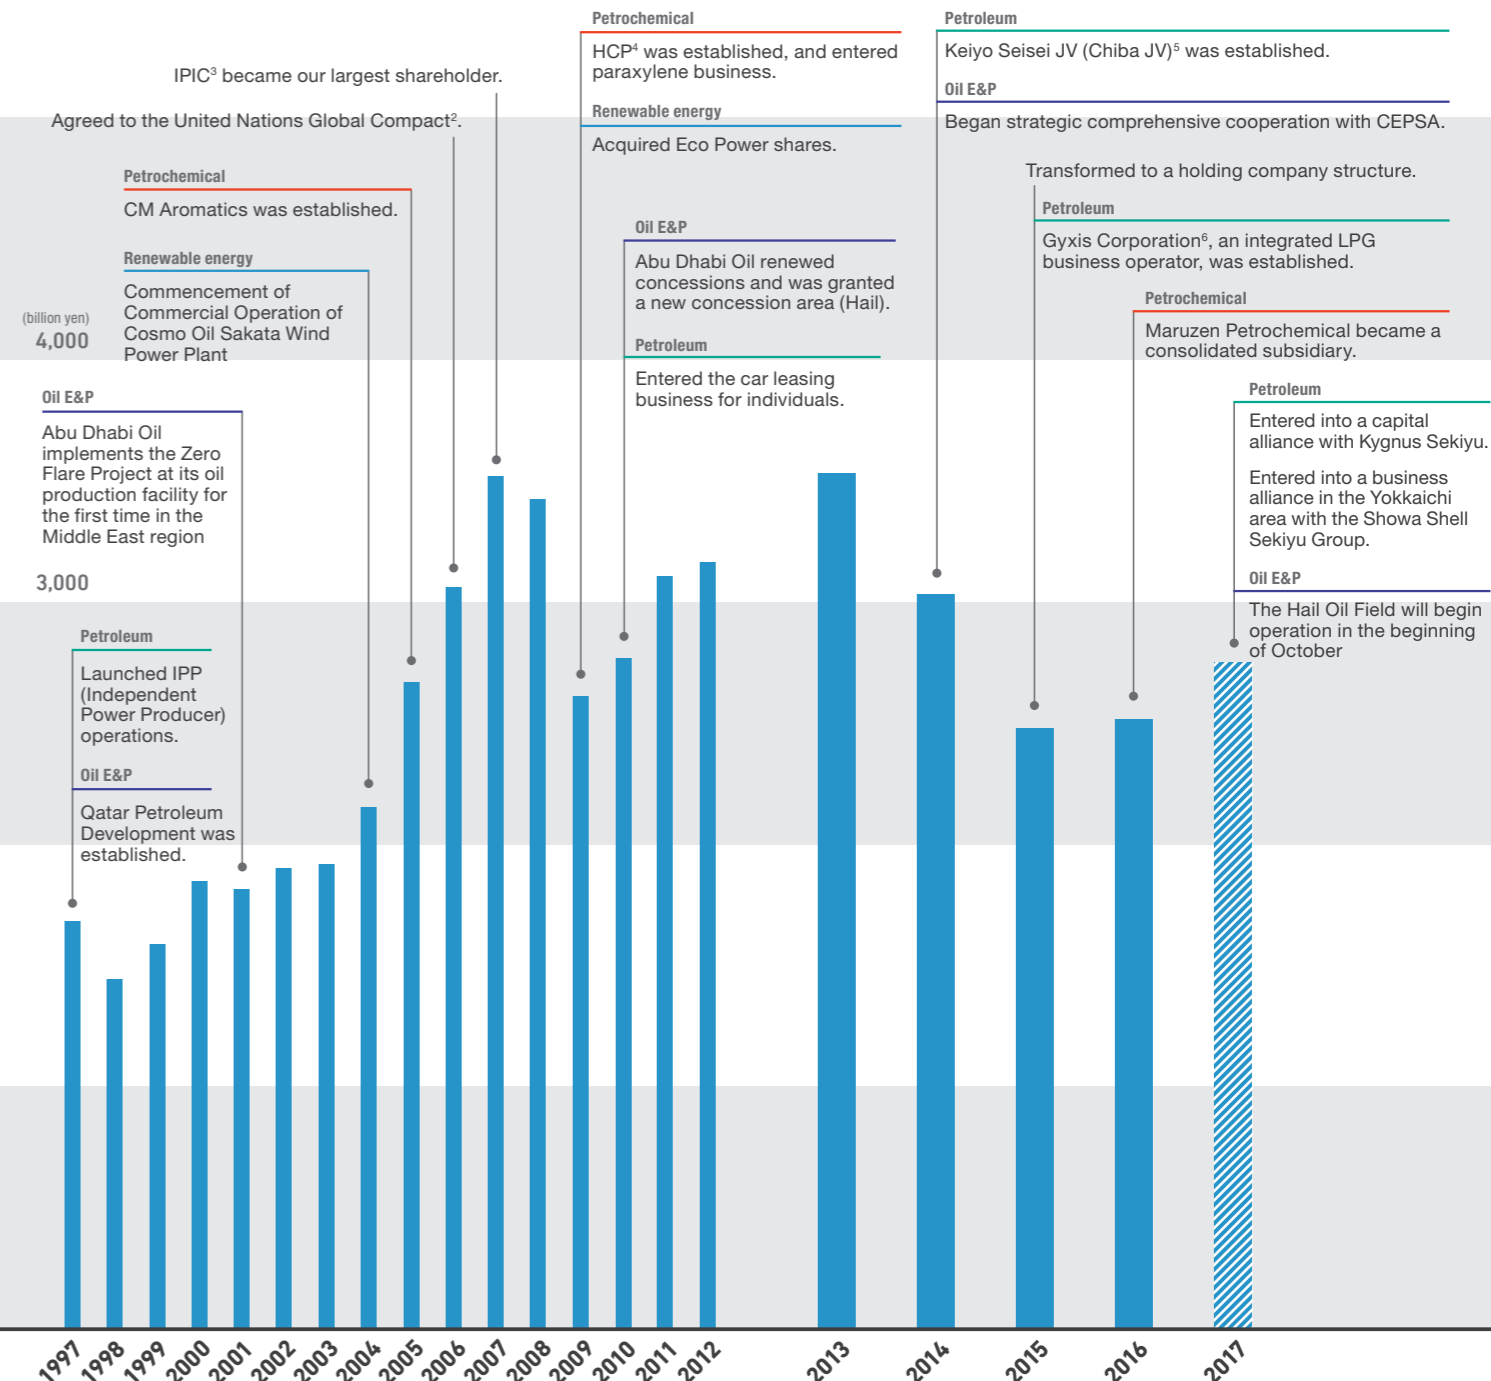 Petrochemical
HCP4 was established, and entered
paraxylene business.
Renewable energy
Acquired Eco Power shares.
Petroleum
Keiyo Seisei JV (Chiba JV)5 was established.
Oil E&P
Began strategic comprehensive cooperation with CEPSA.
IPIC3 became our largest shareholder.
Agreed to the United Nations Global Compact2.
Petrochemical
CM Aromatics was established.
Renewable energy
Commencement of
Commercial Operation of
Cosmo Oil Sakata Wind
Power Plant
(billion yen)
4,000
Oil E&P
Abu Dhabi Oil
implements the Zero
Flare Project at its oil
production facility for
the first time in the
Middle East region
3,000
Petroleum
Launched IPP
(Independent
Power Producer)
operations.
Oil E&P
Qatar Petroleum
Development was
established.
Oil E&P
Abu Dhabi Oil renewed
concessions and was granted
a new concession area (Hail).
Petroleum
Entered the car leasing
business for individuals.
Transformed to a holding company structure.
Petroleum
Gyxis Corporation6, an integrated LPG
business operator, was established.
Petrochemical
Maruzen Petrochemical became a
consolidated subsidiary.
Petroleum
Entered into a capital
alliance with Kygnus Sekiyu.
Entered into a business
alliance in the Yokkaichi
area with the Showa Shell
Sekiyu Group.
Oil E&P
The Hail Oil Field will begin
operation in the beginning
of October
1997
1998
1999
2000
2001
2002
2003
2004
2005
2006
2007
2008
2009
2010
2011
2012
2013
2014
2015
2016
2017